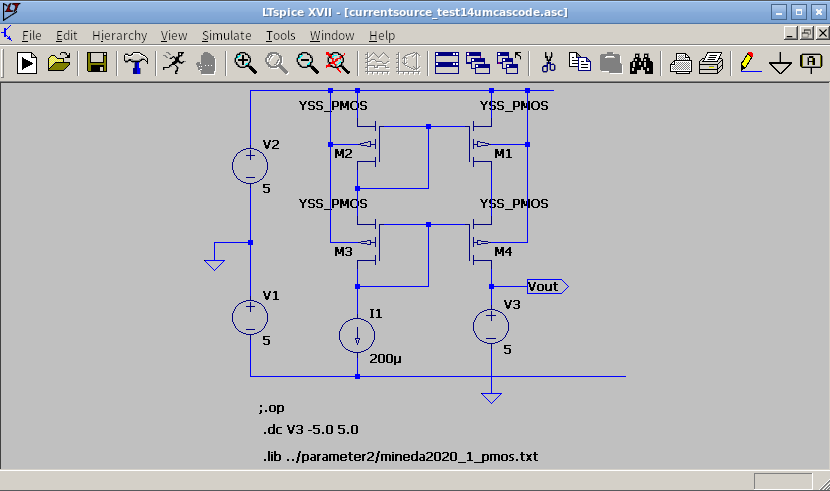 LTspice XVII - [currentsource_test14umcascode.asc]
File Edit Hierarchy View Simulate Tools Window Help
YSS_PMOS YSS_PMOS
V2 M2 M1
5
YSS_PMOS YSS_PMOS
M3 M4
Vout
V1 I1 V3
5 200µ 5
;.op
.dc V3 -5.0 5.0
.lib ../parameter2/mineda2020_1_pmos.txt